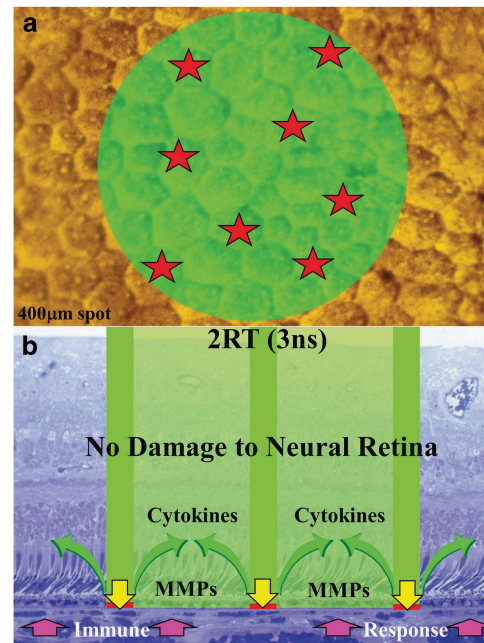 a
400μm spot
b
2RT (3ns)
No Damage to Neural Retina
Cytokines Cytokines
MMPs MMPs
Immune Response